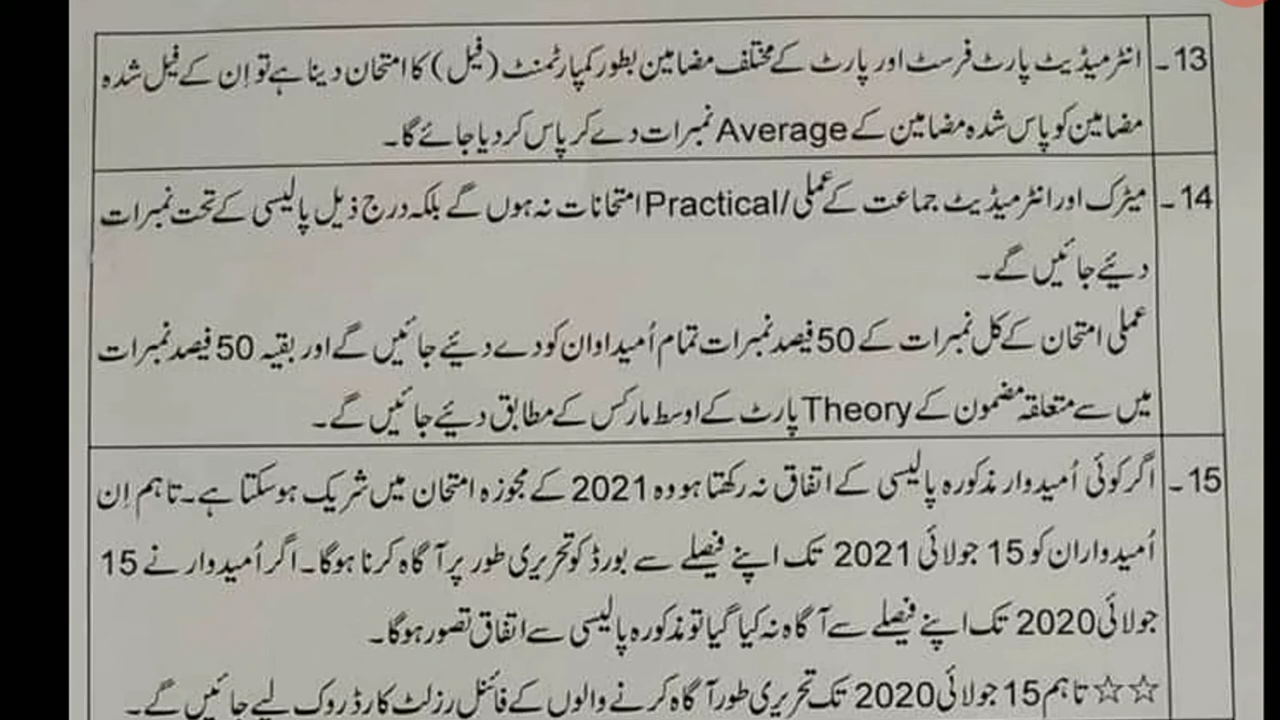 13۔ انٹرمیڈیٹ پارٹ فرسٹ اور پارٹ کے مختلف مضامین بطور کمپارٹمنٹ (فیل) کا امتحان دینا ہے تو اِن کے فیل شدہ
مضامین کو پاس شدہ مضامین کے Average نمبرات دے کر پاس کر دیا جائے گا۔
14۔ میٹرک اور انٹرمیڈیٹ جماعت کے عملی/Practical امتحانات نہ ہوں گے بلکہ درج ذیل پالیسی کے تحت نمبرات
دیئے جائیں گے۔
عملی امتحان کے کل نمبرات کے 50 فیصد نمبرات تمام اُمیداوان کو دے دیئے جائیں گے اور بقیہ 50 فیصد نمبرات
میں سے متعلقہ مضمون کے Theory پارٹ کے اوسط مارکس کے مطابق دیئے جائیں گے۔
15۔ اگر کوئی اُمیدوار مذکورہ پالیسی کے اتفاق نہ رکھتا ہو وہ 2021 کے مجوزہ امتحان میں شریک ہو سکتا ہے۔ تاہم اِن
اُمیدواران کو 15 جولائی 2021 تک اپنے فیصلے سے بورڈ کو تحریری طور پر آگاہ کرنا ہوگا۔ اگر اُمیدوار نے 15
جولائی 2020 تک اپنے فیصلے سے آگاہ نہ کیا گیا تو مذکورہ پالیسی سے اتفاق تصور ہوگا۔
☆☆ تاہم 15 جولائی 2020 تک تحریری طور آگاہ کرنے والوں کے فائنل رزلٹ کارڈ روک لیے جائیں گے۔